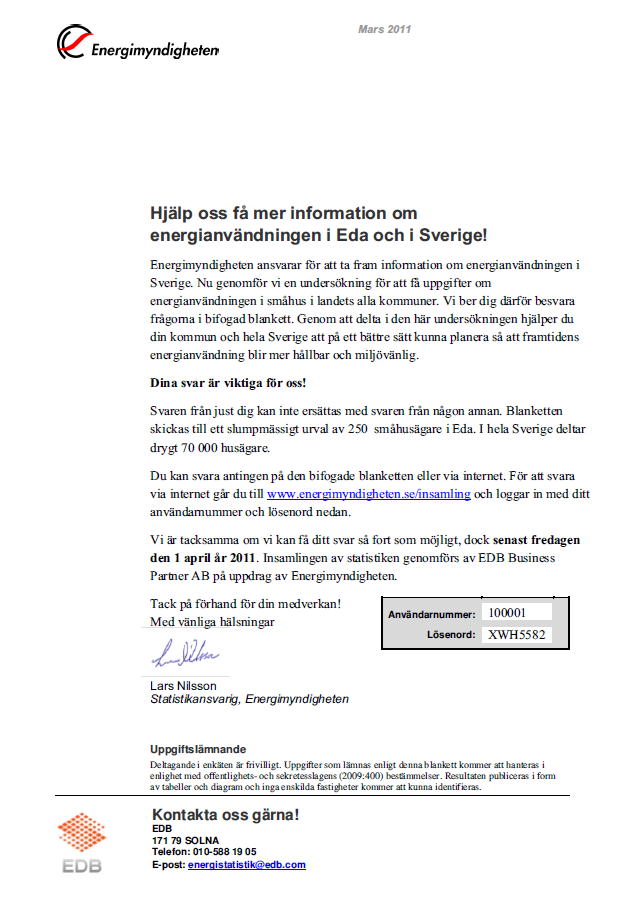 Mars 2011
Energimyndigheten
Hjälp oss få mer information om
energianvändningen i Eda och i Sverige!
Energimyndigheten ansvarar för att ta fram information om energianvändningen i
Sverige. Nu genomför vi en undersökning för att få uppgifter om
energianvändningen i småhus i landets alla kommuner. Vi ber dig därför besvara
frågorna i bifogad blankett. Genom att delta i den här undersökningen hjälper du
din kommun och hela Sverige att på ett bättre sätt kunna planera så att framtidens
energianvändning blir mer hållbar och miljövänlig.
Dina svar är viktiga för oss!
Svaren från just dig kan inte ersättas med svaren från någon annan. Blanketten
skickas till ett slumpmässigt urval av 250 småhusägare i Eda. I hela Sverige deltar
drygt 70 000 husägare.
Du kan svara antingen på den bifogade blanketten eller via internet. För att svara
via internet går du till www.energimyndigheten.se/insamling och loggar in med ditt
användarnummer och lösenord nedan.
Vi är tacksamma om vi kan få ditt svar så fort som möjligt, dock senast fredagen
den 1 april år 2011. Insamlingen av statistiken genomförs av EDB Business
Partner AB på uppdrag av Energimyndigheten.
Tack på förhand för din medverkan!
Med vänliga hälsningar
Användarnummer: 100001
Lösenord: XWH5582
Lars Nilsson
Statistikansvarig, Energimyndigheten
Uppgiftslämnande
Deltagande i enkäten är frivilligt. Uppgifter som lämnas enligt denna blankett kommer att hanteras i
enlighet med offentlighets- och sekretesslagens (2009:400) bestämmelser. Resultaten publiceras i form
av tabeller och diagram och inga enskilda fastigheter kommer att kunna identifieras.
Kontakta oss gärna!
EDB
171 79 SOLNA
Telefon: 010-588 19 05
E-post: energistatistik@edb.com
EDB